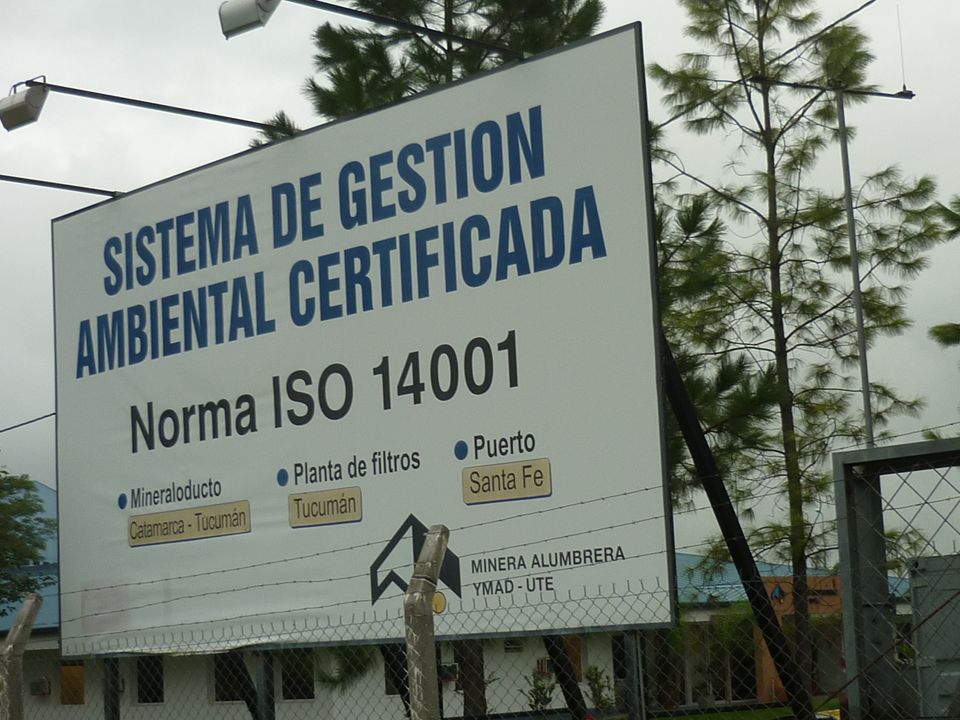 SISTEMA DE GESTION
AMBIENTAL CERTIFICADA
Norma ISO 14001
Mineraloducto
Catamarca - Tucumán
Planta de filtros
Tucumán
Puerto
Santa Fe
MINERA ALUMBRERA
YMAD - UTE